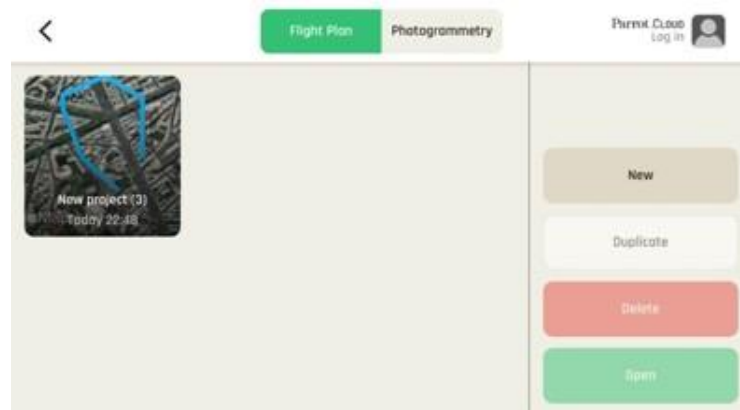 Flight Plan
Photogrammetry
Parrot.Cloud
Log in
New project (3)
Today 22:48
New
Duplicate
Delete
Open